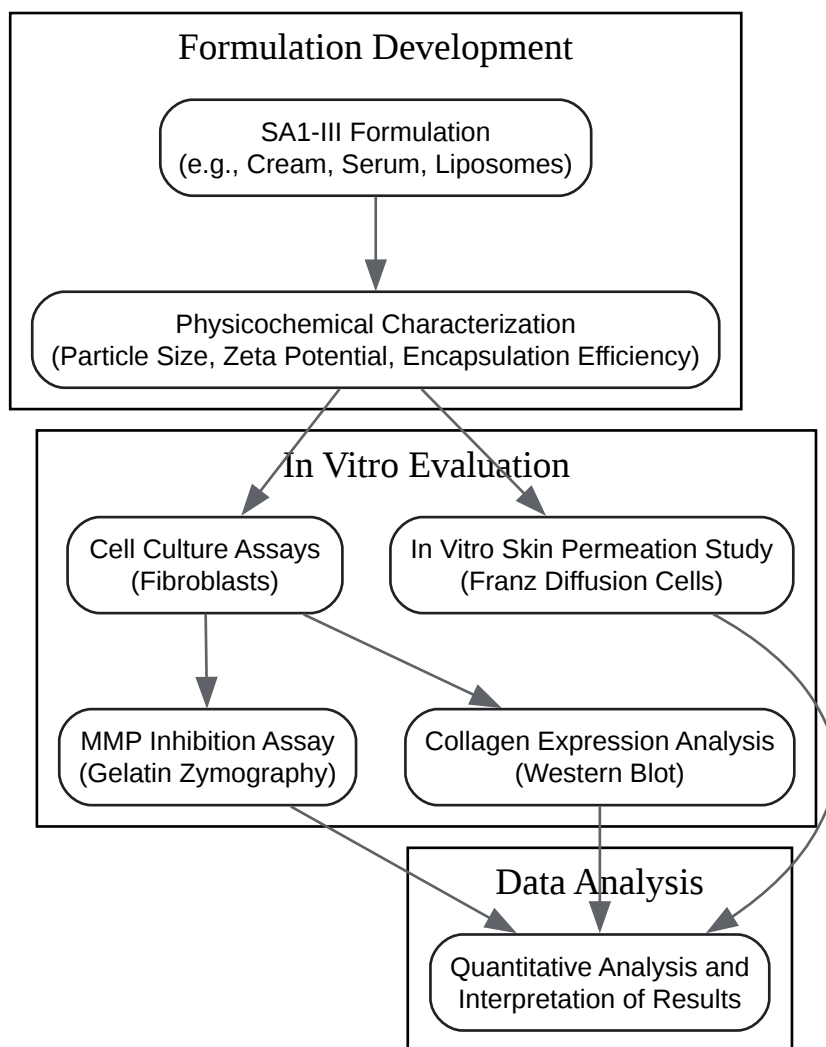 Formulation Development
SA1-III Formulation
(e.g., Cream, Serum, Liposomes)
Physicochemical Characterization
(Particle Size, Zeta Potential, Encapsulation Efficiency)
In Vitro Evaluation
Cell Culture Assays
(Fibroblasts)
In Vitro Skin Permeation Study
(Franz Diffusion Cells)
MMP Inhibition Assay
(Gelatin Zymography)
Collagen Expression Analysis
(Western Blot)
Data Analysis
Quantitative Analysis and
Interpretation of Results